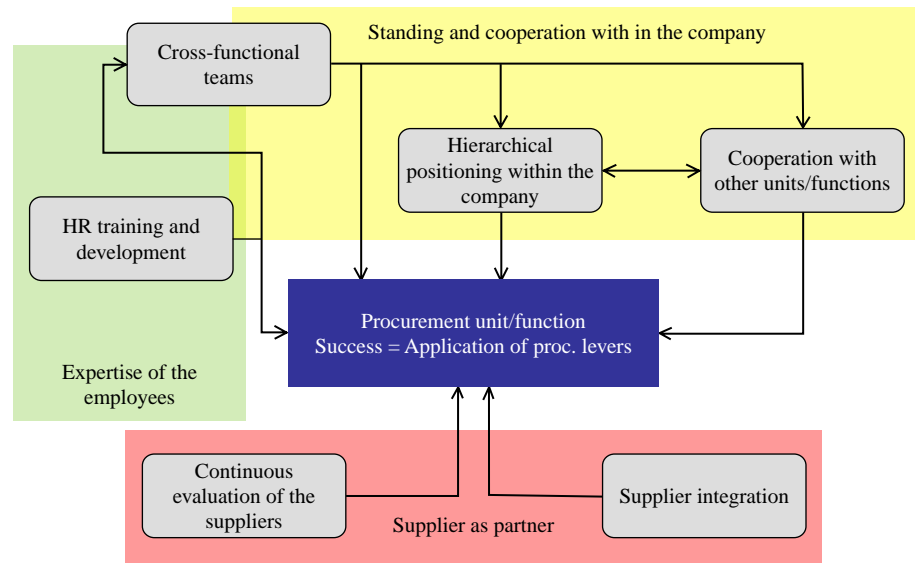 Standing and cooperation with in the company
Cross-functional
teams
Hierarchical
positioning within the
company
Cooperation with
other units/functions
HR training and
development
Procurement unit/function
Success = Application of proc. levers
Expertise of the
employees
Continuous
evaluation of the
suppliers
Supplier integration
Supplier as partner